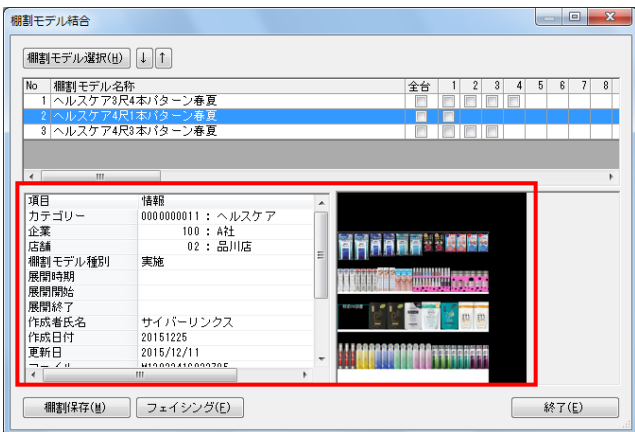 棚割モデル結合
棚割モデル選択(H) ↓ ↑
No 棚割モデル名称 全台 1 2 3 4 5 6 7 8
1 ヘルスケア3尺4本パターン春夏
2 ヘルスケア4尺1本パターン春夏
3 ヘルスケア4尺3本パターン春夏
項目 情報
カテゴリー 0000000011 : ヘルスケア
企業 100 : A社
店舗 02 : 品川店
棚割モデル種別 実施
展開時期
展開開始
展開終了
作成者氏名 サイバーリンクス
作成日付 20151225
更新日 2015/12/11
棚割保存(M) フェイシング(F) 終了(E)